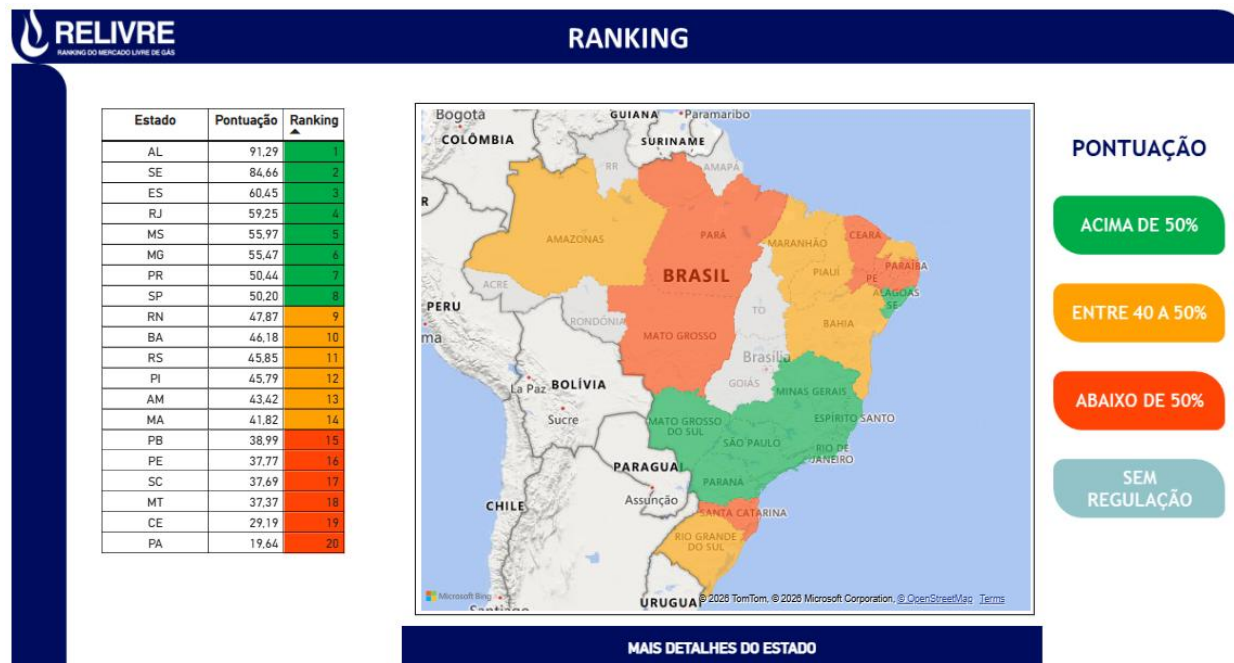 RELIVRE
RANKING DO MERCADO LIVRE DE GÁS
RANKING
Estado Pontuação Ranking
AL 91,29 1
SE 84,66 2
ES 60,45 3
RJ 59,25 4
MS 55,97 5
MG 55,47 6
PR 50,44 7
SP 50,20 8
RN 47,87 9
BA 46,18 10
RS 45,85 11
PI 45,79 12
AM 43,42 13
MA 41,82 14
PB 38,99 15
PE 37,77 16
SC 37,69 17
MT 37,37 18
CE 29,19 19
PA 19,64 20
Bogotá
GUIANA
Paramaribo
COLÔMBIA
SURINAME
RR
AMAPÁ
R
AMAZONAS
PARÁ
MARANHÃO
CEARÁ
BRASIL
PIAUÍ
PE
PARAÍBA
ACRE
ALAGOAS
SE
PERU
RONDÔNIA
TO
BAHIA
ma
MATO GROSSO
Brasília
La Paz
BOLÍVIA
GOIÁS
MINAS GERAIS
Sucre
MATO GROSSO
DO SUL
ESPÍRITO SANTO
SÃO PAULO
RIO DE
JANEIRO
PARAGUAI
PARANÁ
Assunção
CHILE
SANTA CATARINA
RIO GRANDE
DO SUL
Microsoft Bing
Santiago
URUGUAI
© 2026 TomTom, © 2026 Microsoft Corporation, © OpenStreetMap Terms
PONTUAÇÃO
ACIMA DE 50%
ENTRE 40 A 50%
ABAIXO DE 50%
SEM
REGULAÇÃO
MAIS DETALHES DO ESTADO